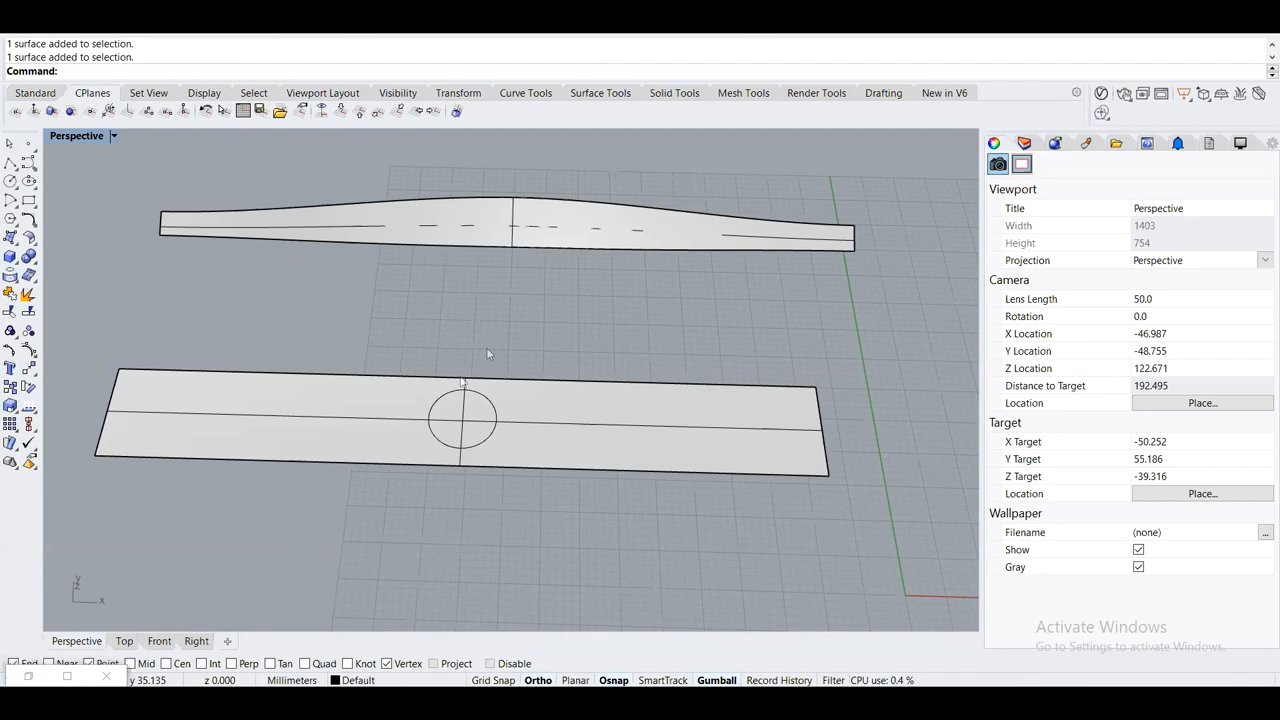 1 surface added to selection.
1 surface added to selection.
Command:
Standard CPlanes Set View Display Select Viewport Layout Visibility Transform Curve Tools Surface Tools Solid Tools Mesh Tools Render Tools Drafting New in V6
Perspective
Viewport
Title Perspective
Width 1403
Height 754
Projection Perspective
Camera
Lens Length 50.0
Rotation 0.0
X Location -46.987
Y Location -48.755
Z Location 122.671
Distance to Target 192.495
Location Place...
Target
X Target -50.252
Y Target 55.186
Z Target -39.316
Location Place...
Wallpaper
Filename (none) ...
Show
Gray
y
z
x
Activate Windows
Go to Settings to activate Windows.
Perspective Top Front Right
End Near Point Mid Cen Int Perp Tan Quad Knot Vertex Project Disable
y 35.135 z 0.000 Millimeters Default Grid Snap Ortho Planar Osnap SmartTrack Gumball Record History Filter CPU use: 0.4 %